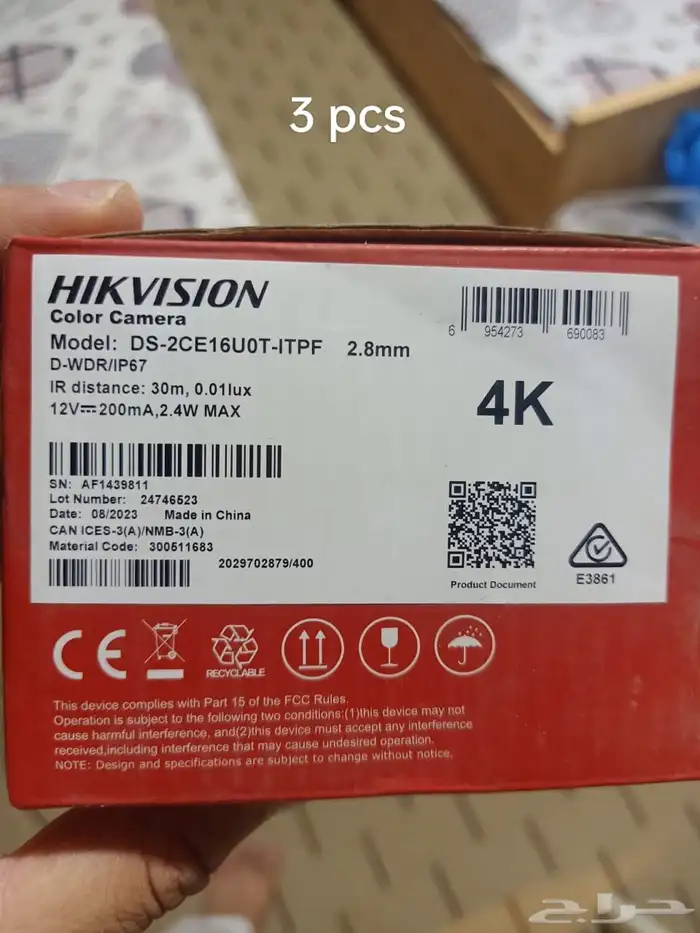 3 pcs
HIKVISION
Color Camera
Model: DS-2CE16U0T-ITPF 2.8mm
D-WDR/IP67
IR distance: 30m, 0.01lux
12V⎓200mA,2.4W MAX
6 954273 690083
4K
SN: AF1439811
Lot Number: 24746523
Date: 08/2023 Made in China
CAN ICES-3(A)/NMB-3(A)
Material Code: 300511683
2029702879/400
Product Document
E3861
CE
RECYCLABLE
This device complies with Part 15 of the FCC Rules.
Operation is subject to the following two conditions:(1)this device may not
cause harmful interference, and(2)this device must accept any interference
received,including interference that may cause undesired operation.
NOTE: Design and specifications are subject to change without notice.
حراج